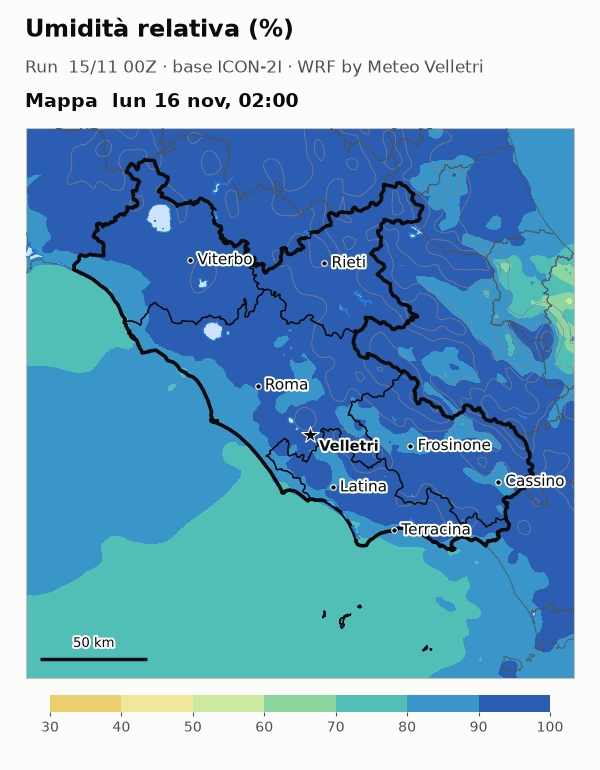 Umidità relativa (%)
Run 15/11 00Z · base ICON-2I · WRF by Meteo Velletri
Mappa lun 16 nov, 02:00
Viterbo
Rieti
Roma
Velletri
Frosinone
Latina
Cassino
Terracina
50 km
30 40 50 60 70 80 90 100